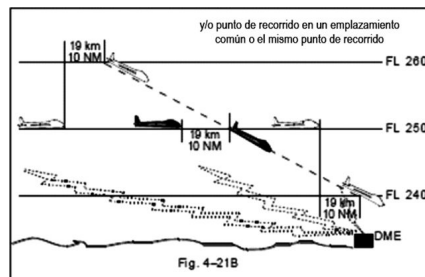 y/o punto de recorrido en un emplazamiento
común o el mismo punto de recorrido
19 km
10 NM
FL 260
19 km
10 NM
FL 250
FL 240
19 km
10 NM
DME
Fig. 4-21B